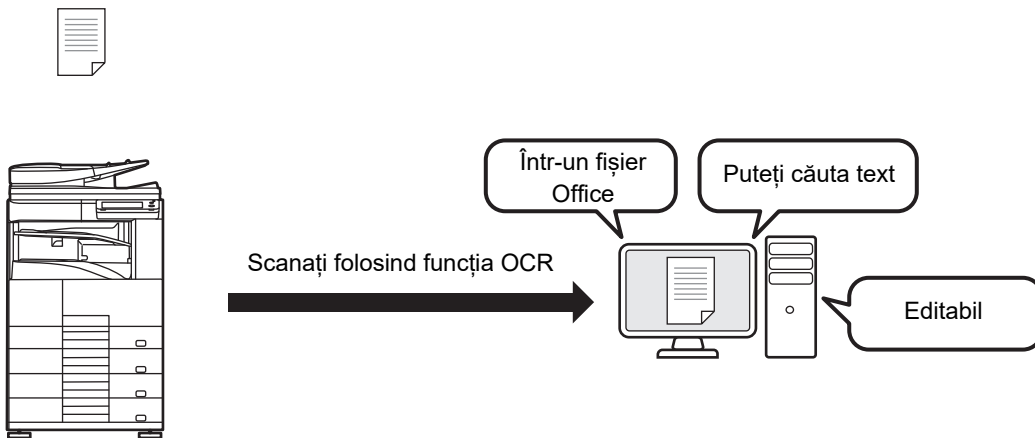 Într-un fișier
Office
Puteți căuta text
Scanați folosind funcția OCR
Editabil